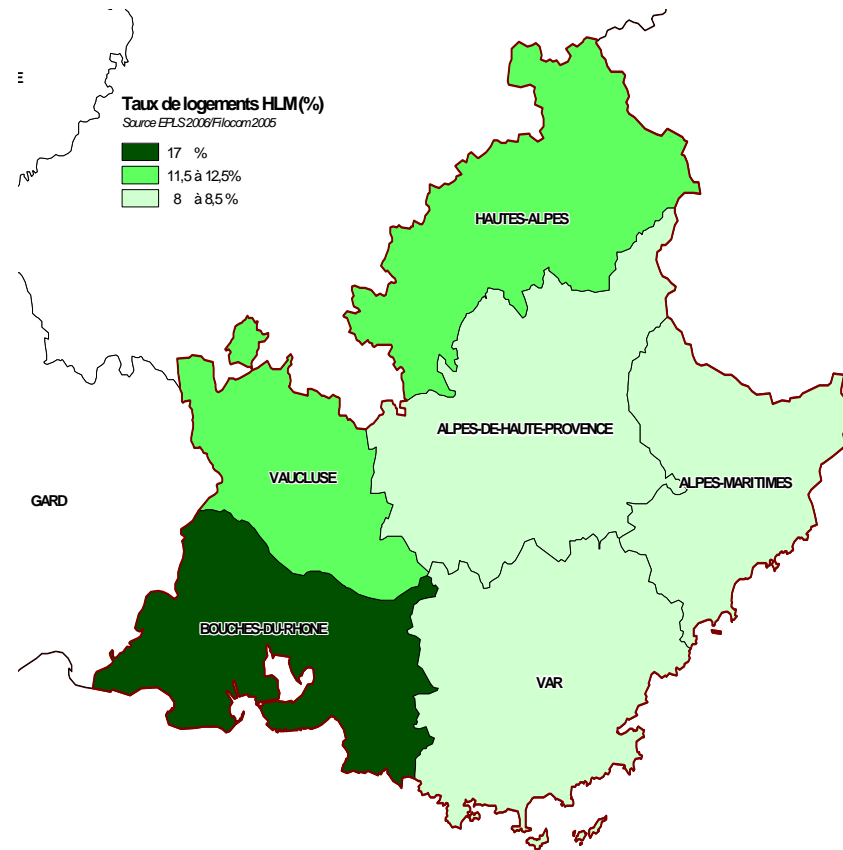 E
Taux de logements HLM (%)
Source EPLS 2006/Filocom 2005
17 %
11,5 à 12,5%
8 à 8,5 %
HAUTES-ALPES
ALPES-DE-HAUTE-PROVENCE
VAUCLUSE
ALPES-MARITIMES
GARD
BOUCHES-DU-RHONE
VAR